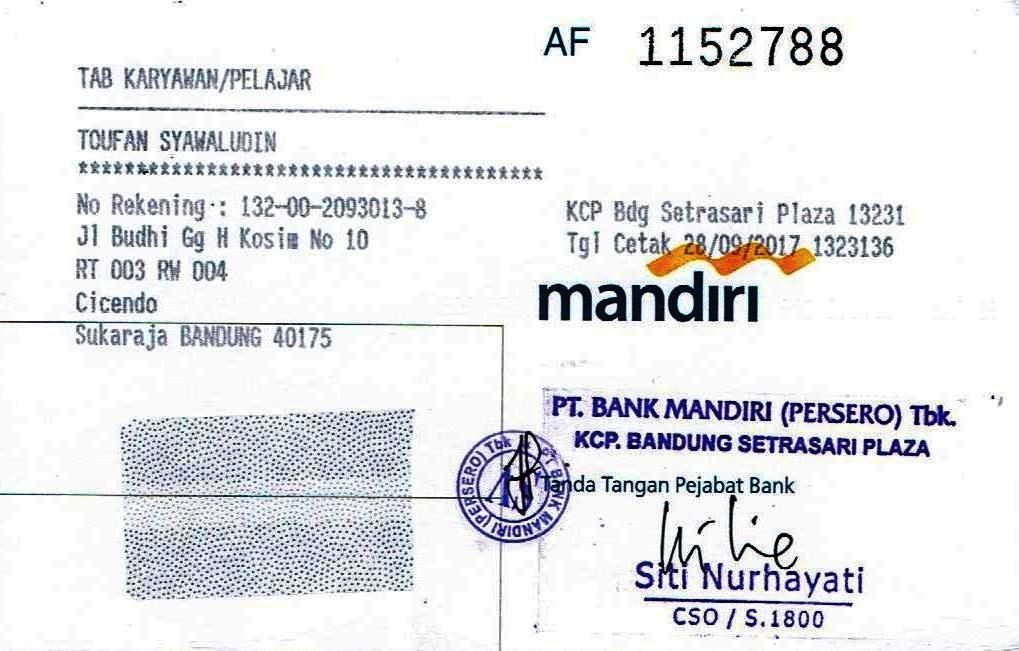 AF 1152788
TAB KARYAWAN/PELAJAR
TOUFAN SYAWALUDIN
****************************************
No Rekening : 132-00-2093013-8
Jl Budhi Gg H Kosim No 10
RT 003 RW 004
Cicendo
Sukaraja BANDUNG 40175
KCP Bdg Setrasari Plaza 13231
Tgl Cetak 28/09/2017 1323136
mandiri
PT. BANK MANDIRI (PERSERO) Tbk.
KCP. BANDUNG SETRASARI PLAZA
PT BANK MANDIRI (PERSERO) Tbk
Tanda Tangan Pejabat Bank
Siti Nurhayati
CSO / S.1800